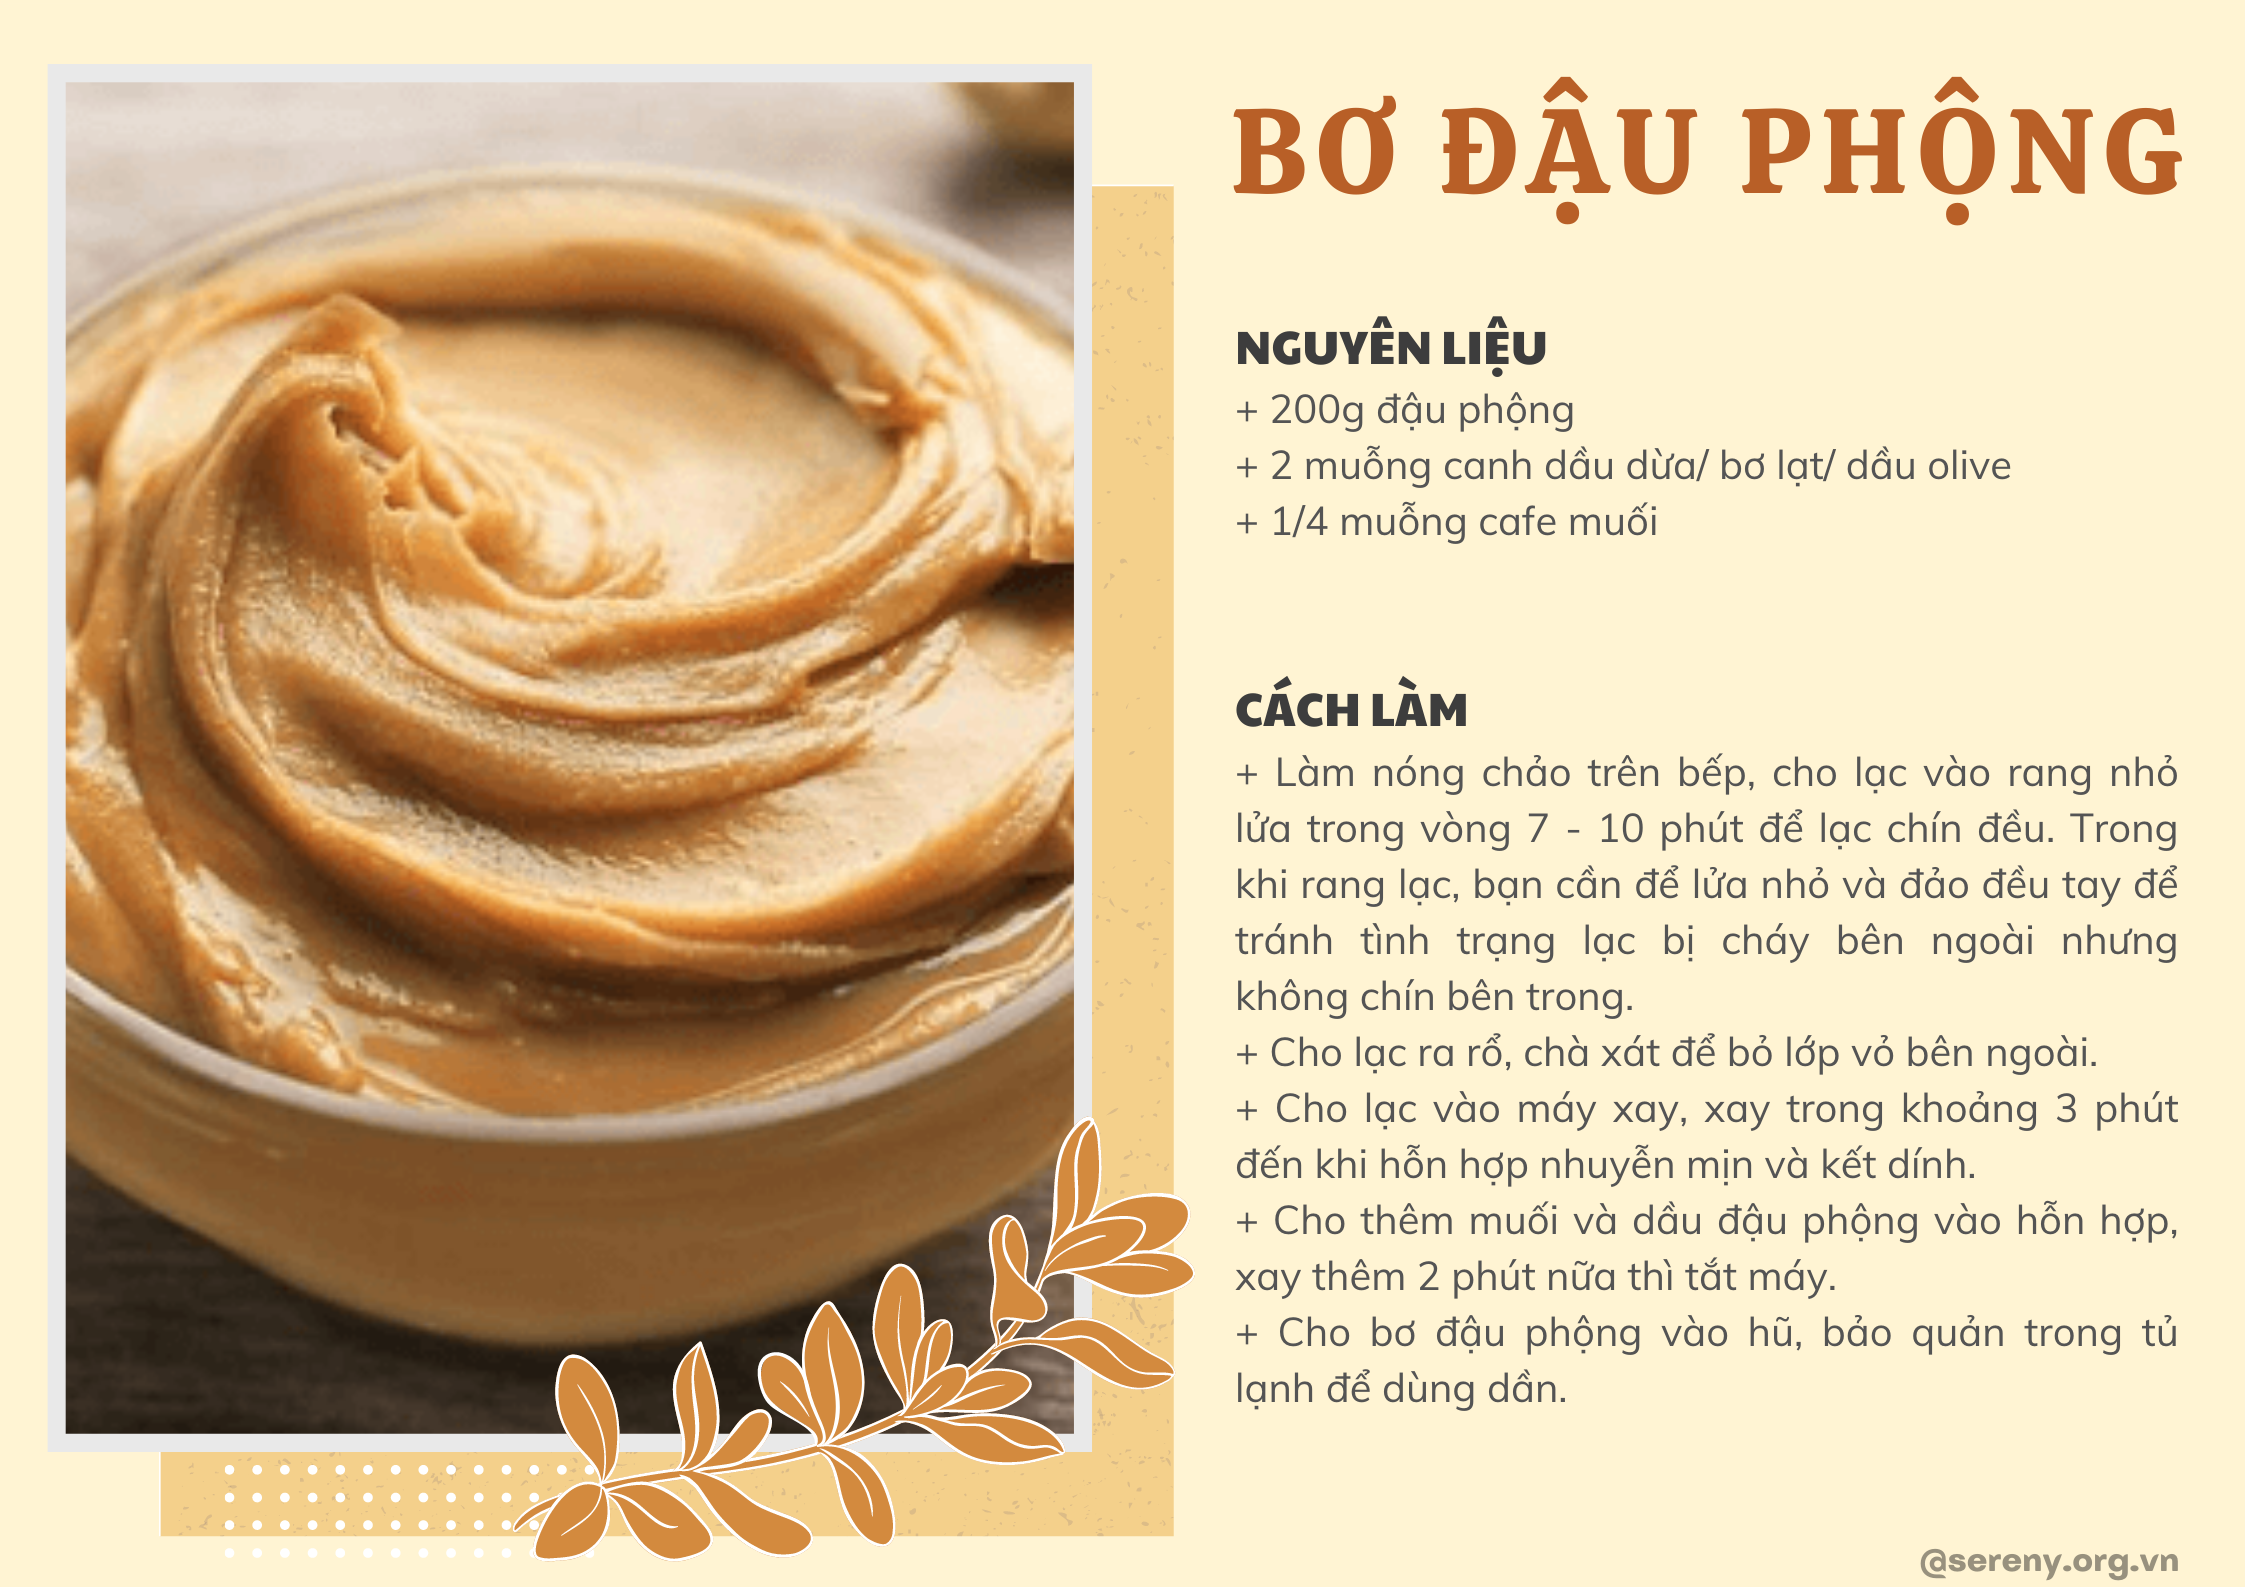 BƠ ĐẬU PHỘNG
NGUYÊN LIỆU
+ 200g đậu phộng
+ 2 muỗng canh dầu dừa/ bơ lạt/ dầu olive
+ 1/4 muỗng cafe muối
CÁCH LÀM
+ Làm nóng chảo trên bếp, cho lạc vào rang nhỏ
lửa trong vòng 7 - 10 phút để lạc chín đều. Trong
khi rang lạc, bạn cần để lửa nhỏ và đảo đều tay để
tránh tình trạng lạc bị cháy bên ngoài nhưng
không chín bên trong.
+ Cho lạc ra rổ, chà xát để bỏ lớp vỏ bên ngoài.
+ Cho lạc vào máy xay, xay trong khoảng 3 phút
đến khi hỗn hợp nhuyễn mịn và kết dính.
+ Cho thêm muối và dầu đậu phộng vào hỗn hợp,
xay thêm 2 phút nữa thì tắt máy.
+ Cho bơ đậu phộng vào hũ, bảo quản trong tủ
lạnh để dùng dần.
@sereny.org.vn